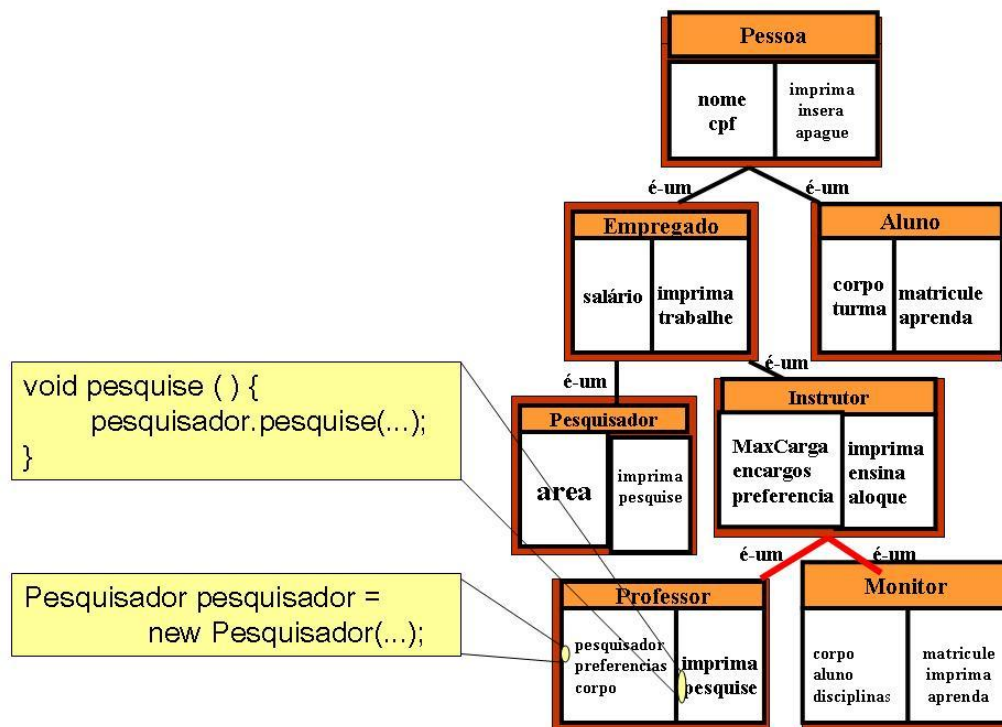 Pessoa
nome
cpf
imprima
insera
apague
é-um
é-um
Empregado
salário
imprima
trabalhe
Aluno
corpo
turma
matricule
aprenda
é-um
é-um
void pesquise ( ) {
pesquisador.pesquise(...);
}
Pesquisador
area
imprima
pesquise
Instrutor
MaxCarga
encargos
preferencia
imprima
ensina
aloque
é-um
é-um
Pesquisador pesquisador =
new Pesquisador(...);
Professor
pesquisador
preferencias
corpo
imprima
pesquise
Monitor
corpo
aluno
disciplinas
matricule
imprima
aprenda